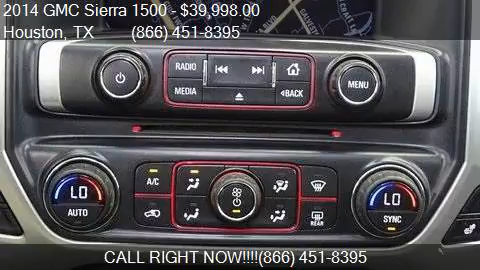 2014 GMC Sierra 1500 - $39,998.00
Houston, TX (866) 451-8395
RADIO
MENU
MEDIA
BACK
A/C
LO
LO
AUTO
SYNC
REAR
CALL RIGHT NOW!!!!(866) 451-8395